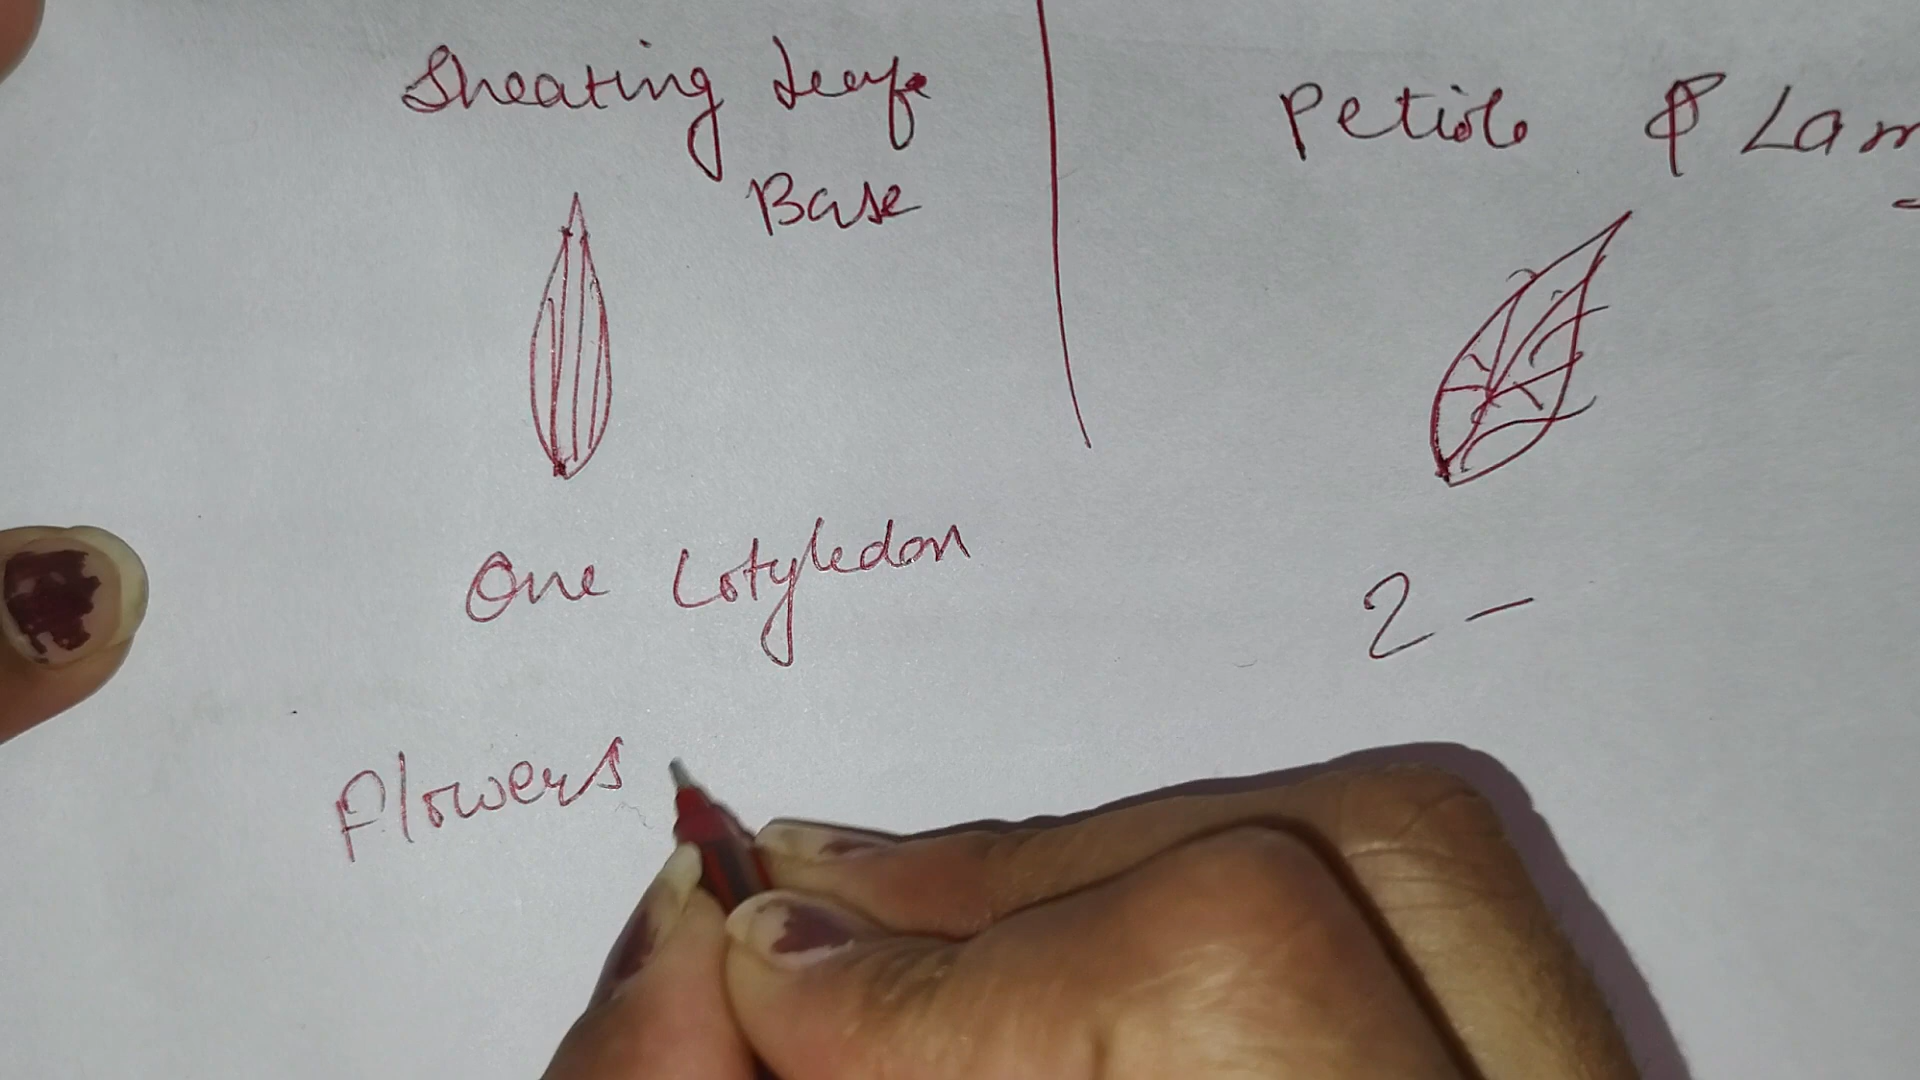 Sheating Leafe
Base
One Cotyledon
Flowers
Petiole & Lam
2 -